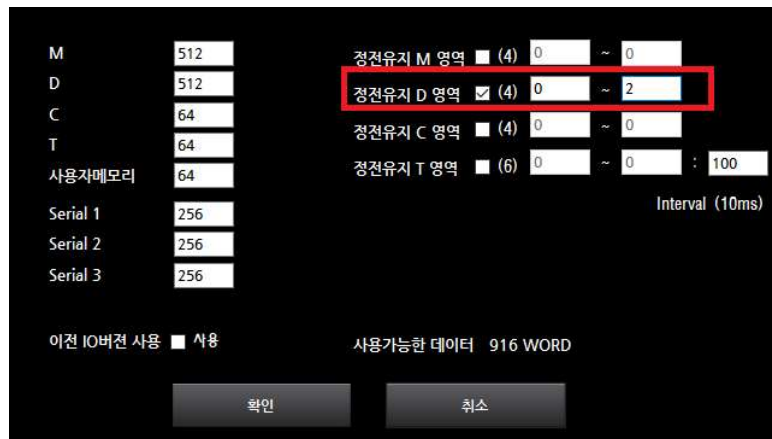 M 512 정전유지 M 영역 (4) 0 ~ 0
D 512 정전유지 D 영역 (4) 0 ~ 2
C 64 정전유지 C 영역 (4) 0 ~ 0
T 64 정전유지 T 영역 (6) 0 ~ 0 : 100
사용자메모리 64
Interval (10ms)
Serial 1 256
Serial 2 256
Serial 3 256
이전 IO버젼 사용 사용 사용가능한 데이터 916 WORD
확인 취소